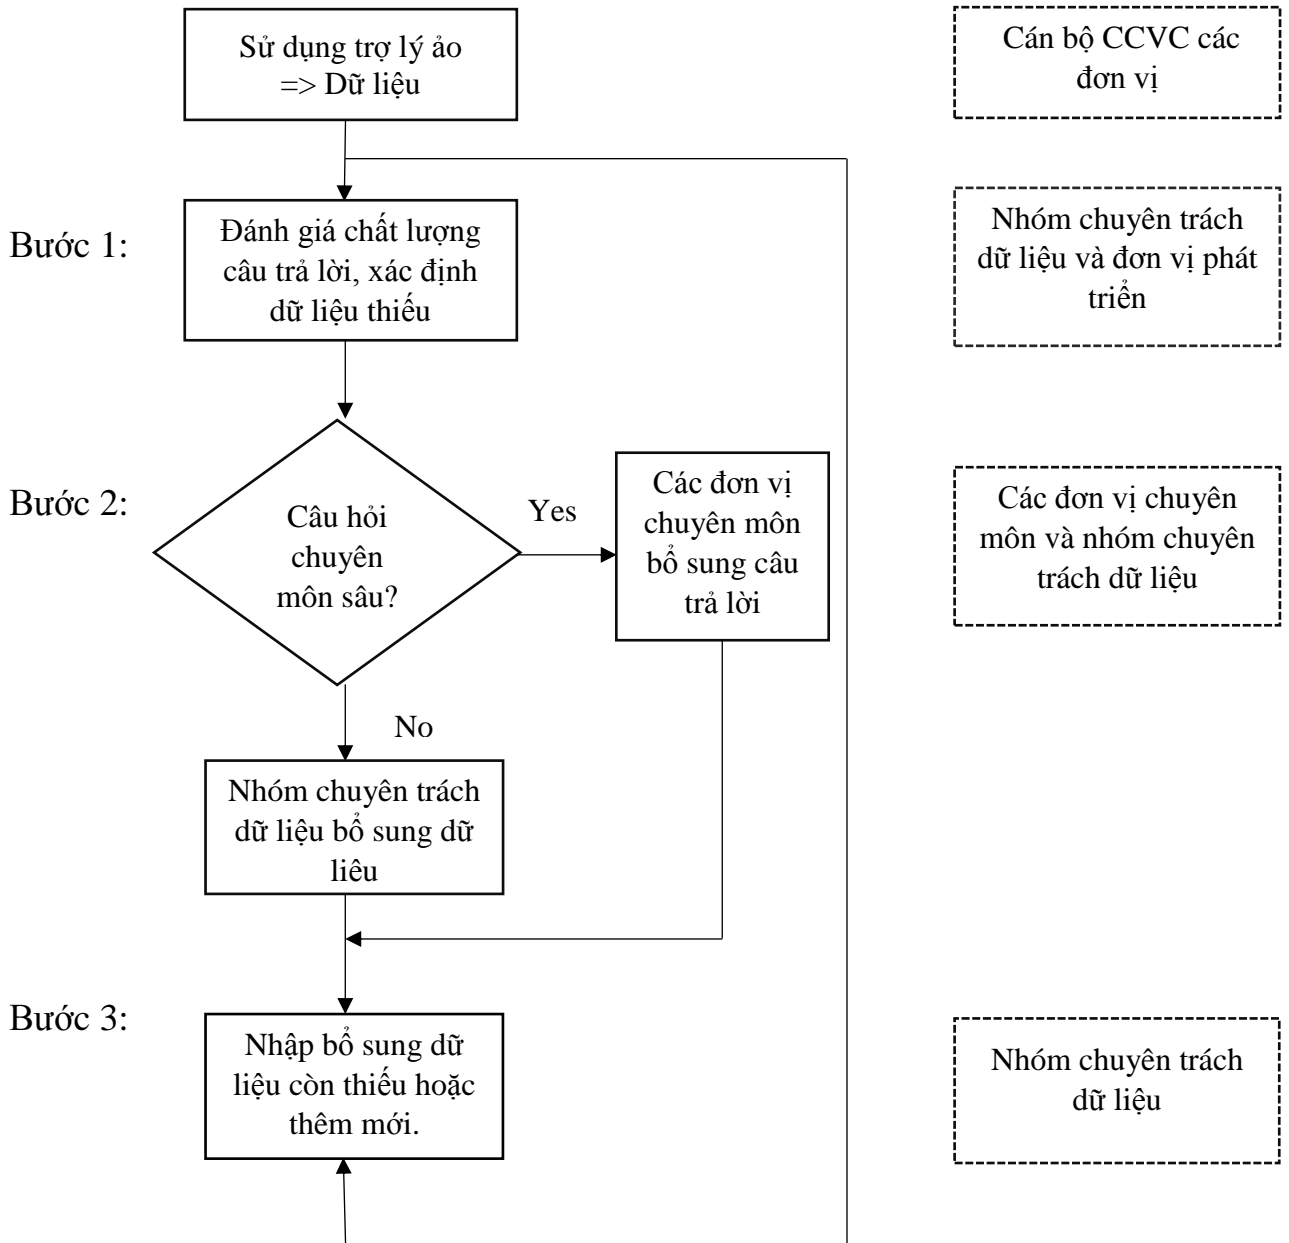 Sử dụng trợ lý ảo
=> Dữ liệu
Cán bộ CCVC các
đơn vị
Bước 1:
Đánh giá chất lượng
câu trả lời, xác định
dữ liệu thiếu
Nhóm chuyên trách
dữ liệu và đơn vị phát
triển
Bước 2:
Câu hỏi
chuyên
môn sâu?
Yes
Các đơn vị
chuyên môn
bổ sung câu
trả lời
Các đơn vị chuyên
môn và nhóm chuyên
trách dữ liệu
No
Nhóm chuyên trách
dữ liệu bổ sung dữ
liêu
Bước 3:
Nhập bổ sung dữ
liệu còn thiếu hoặc
thêm mới.
Nhóm chuyên trách
dữ liệu